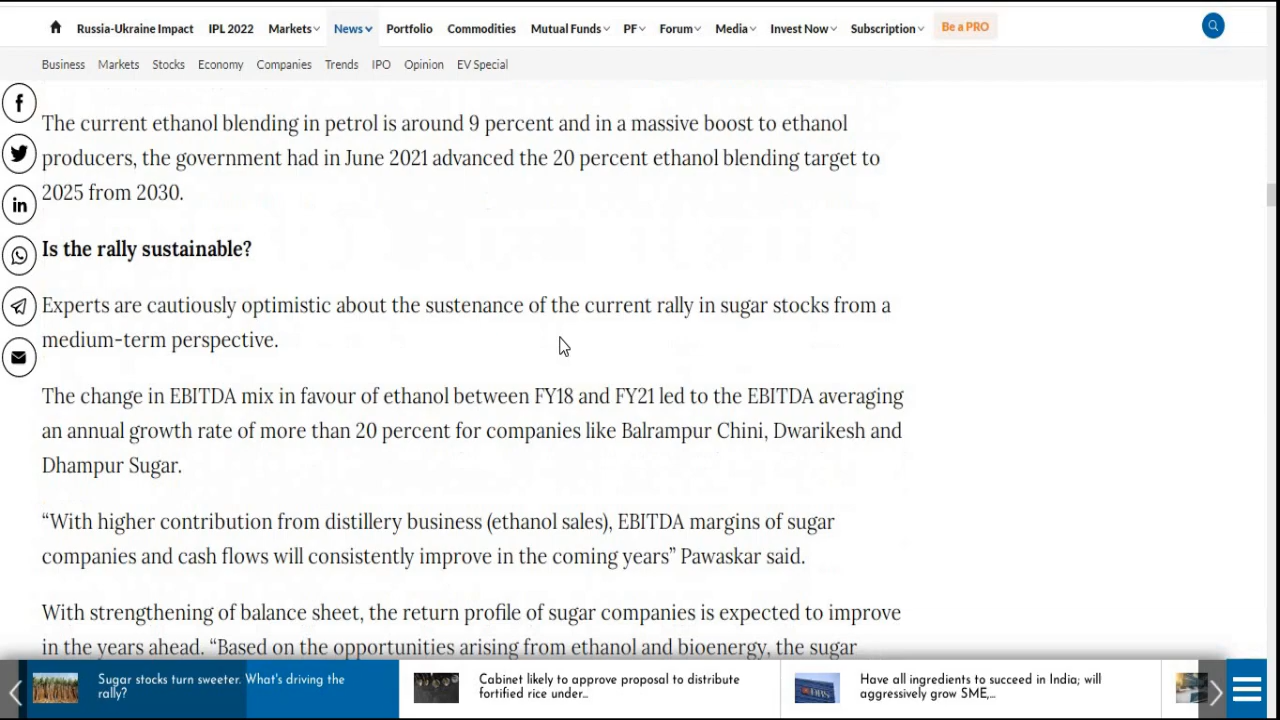 Russia-Ukraine Impact IPL 2022 Markets News Portfolio Commodities Mutual Funds PF Forum Media Invest Now Subscription Be a PRO
Business Markets Stocks Economy Companies Trends IPO Opinion EV Special
The current ethanol blending in petrol is around 9 percent and in a massive boost to ethanol
producers, the government had in June 2021 advanced the 20 percent ethanol blending target to
2025 from 2030.
Is the rally sustainable?
Experts are cautiously optimistic about the sustenance of the current rally in sugar stocks from a
medium-term perspective.
The change in EBITDA mix in favour of ethanol between FY18 and FY21 led to the EBITDA averaging
an annual growth rate of more than 20 percent for companies like Balrampur Chini, Dwarikesh and
Dhampur Sugar.
“With higher contribution from distillery business (ethanol sales), EBITDA margins of sugar
companies and cash flows will consistently improve in the coming years” Pawaskar said.
With strengthening of balance sheet, the return profile of sugar companies is expected to improve
in the years ahead. “Based on the opportunities arising from ethanol and bioenergy, the sugar
Sugar stocks turn sweeter. What's driving the
rally?
Cabinet likely to approve proposal to distribute
fortified rice under...
Have all ingredients to succeed in India; will
aggressively grow SME,...